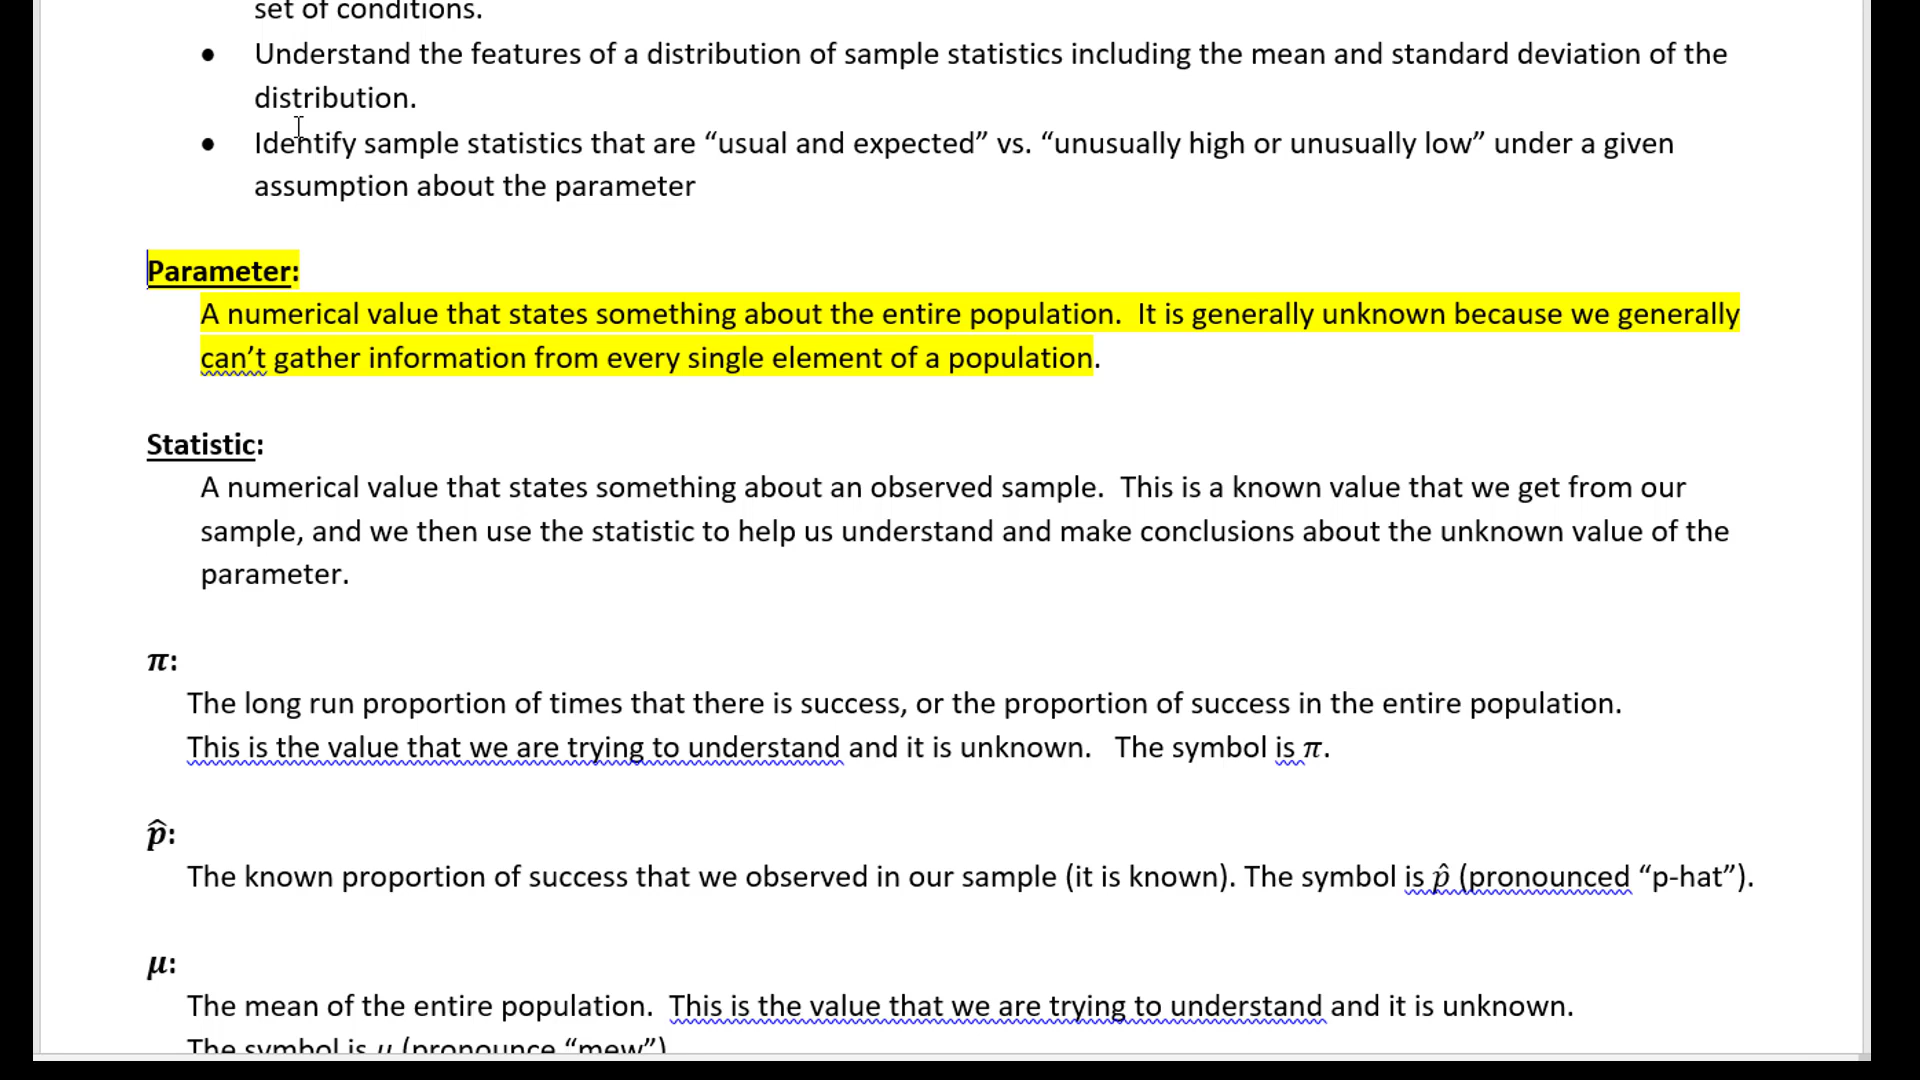 set of conditions.
• Understand the features of a distribution of sample statistics including the mean and standard deviation of the
distribution.
• Identify sample statistics that are “usual and expected” vs. “unusually high or unusually low” under a given
assumption about the parameter
Parameter:
A numerical value that states something about the entire population.  It is generally unknown because we generally
can’t gather information from every single element of a population.
Statistic:
A numerical value that states something about an observed sample.  This is a known value that we get from our
sample, and we then use the statistic to help us understand and make conclusions about the unknown value of the
parameter.
π:
The long run proportion of times that there is success, or the proportion of success in the entire population.
This is the value that we are trying to understand and it is unknown.   The symbol is π.
p̂:
The known proportion of success that we observed in our sample (it is known). The symbol is p̂ (pronounced “p-hat”).
μ:
The mean of the entire population.  This is the value that we are trying to understand and it is unknown.
The symbol is μ (pronounce “mew”)